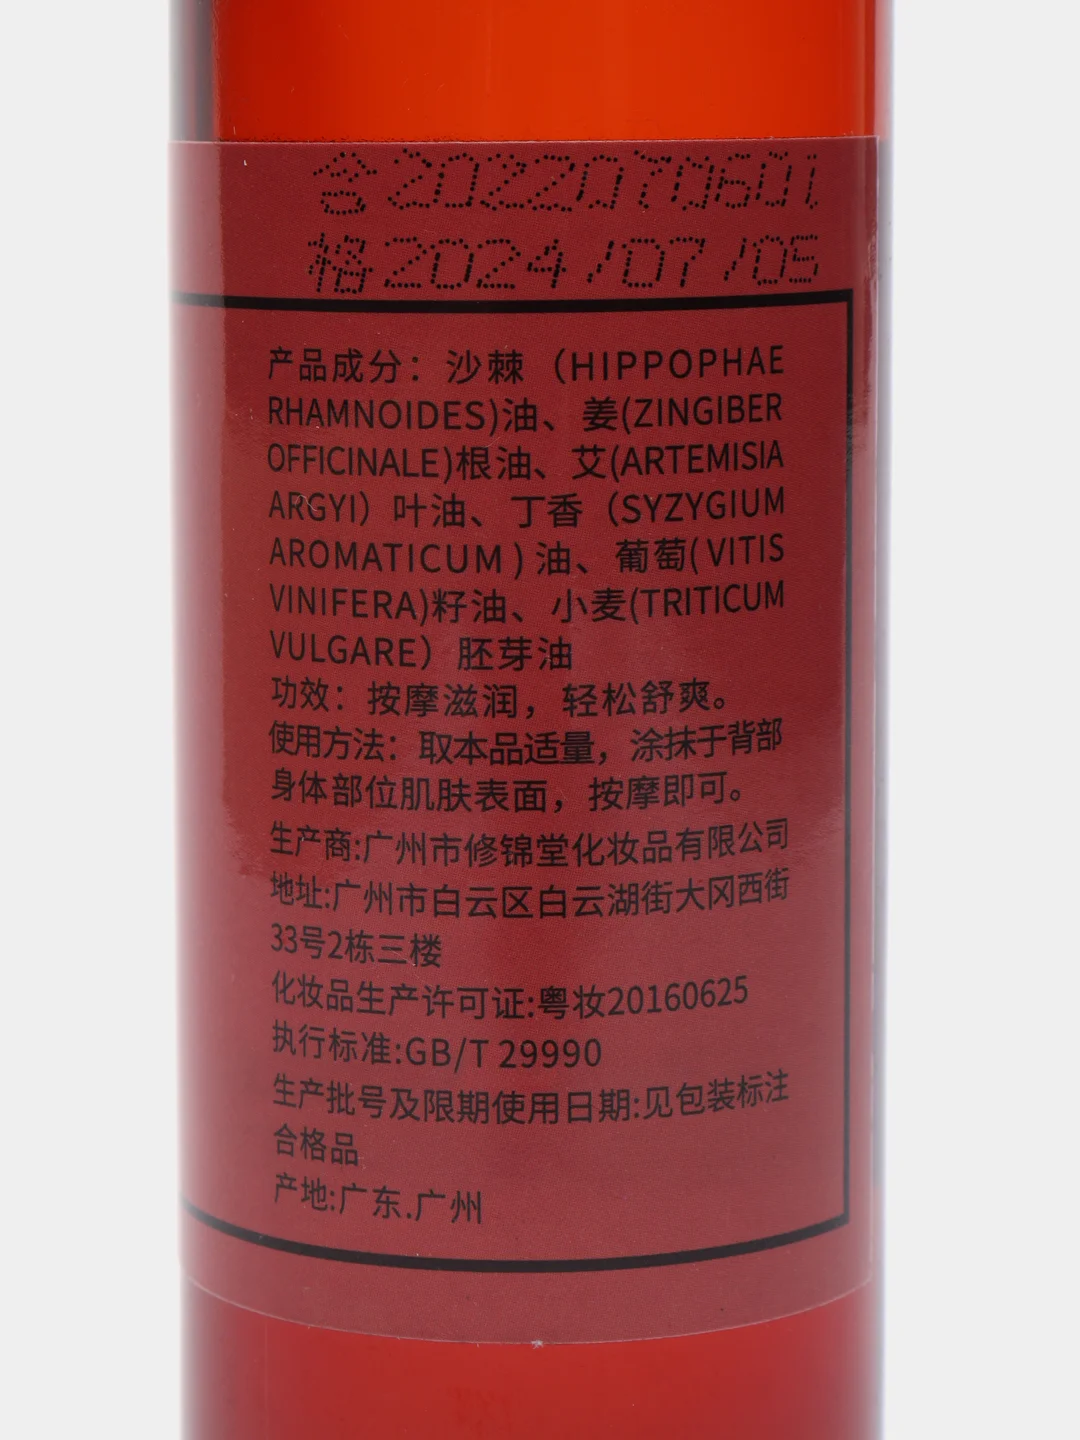 合2022070601
格2024/07/05
产品成分：沙棘（HIPPOPHAE
RHAMNOIDES)油、姜(ZINGIBER
OFFICINALE)根油、艾(ARTEMISIA
ARGYI）叶油、丁香（SYZYGIUM
AROMATICUM)油、葡萄(VITIS
VINIFERA)籽油、小麦(TRITICUM
VULGARE）胚芽油
功效：按摩滋润，轻松舒爽。
使用方法：取本品适量，涂抹于背部
身体部位肌肤表面，按摩即可。
生产商:广州市修锦堂化妆品有限公司
地址:广州市白云区白云湖街大冈西街
33号2栋三楼
化妆品生产许可证:粤妆20160625
执行标准:GB/T 29990
生产批号及限期使用日期:见包装标注
合格品
产地:广东.广州